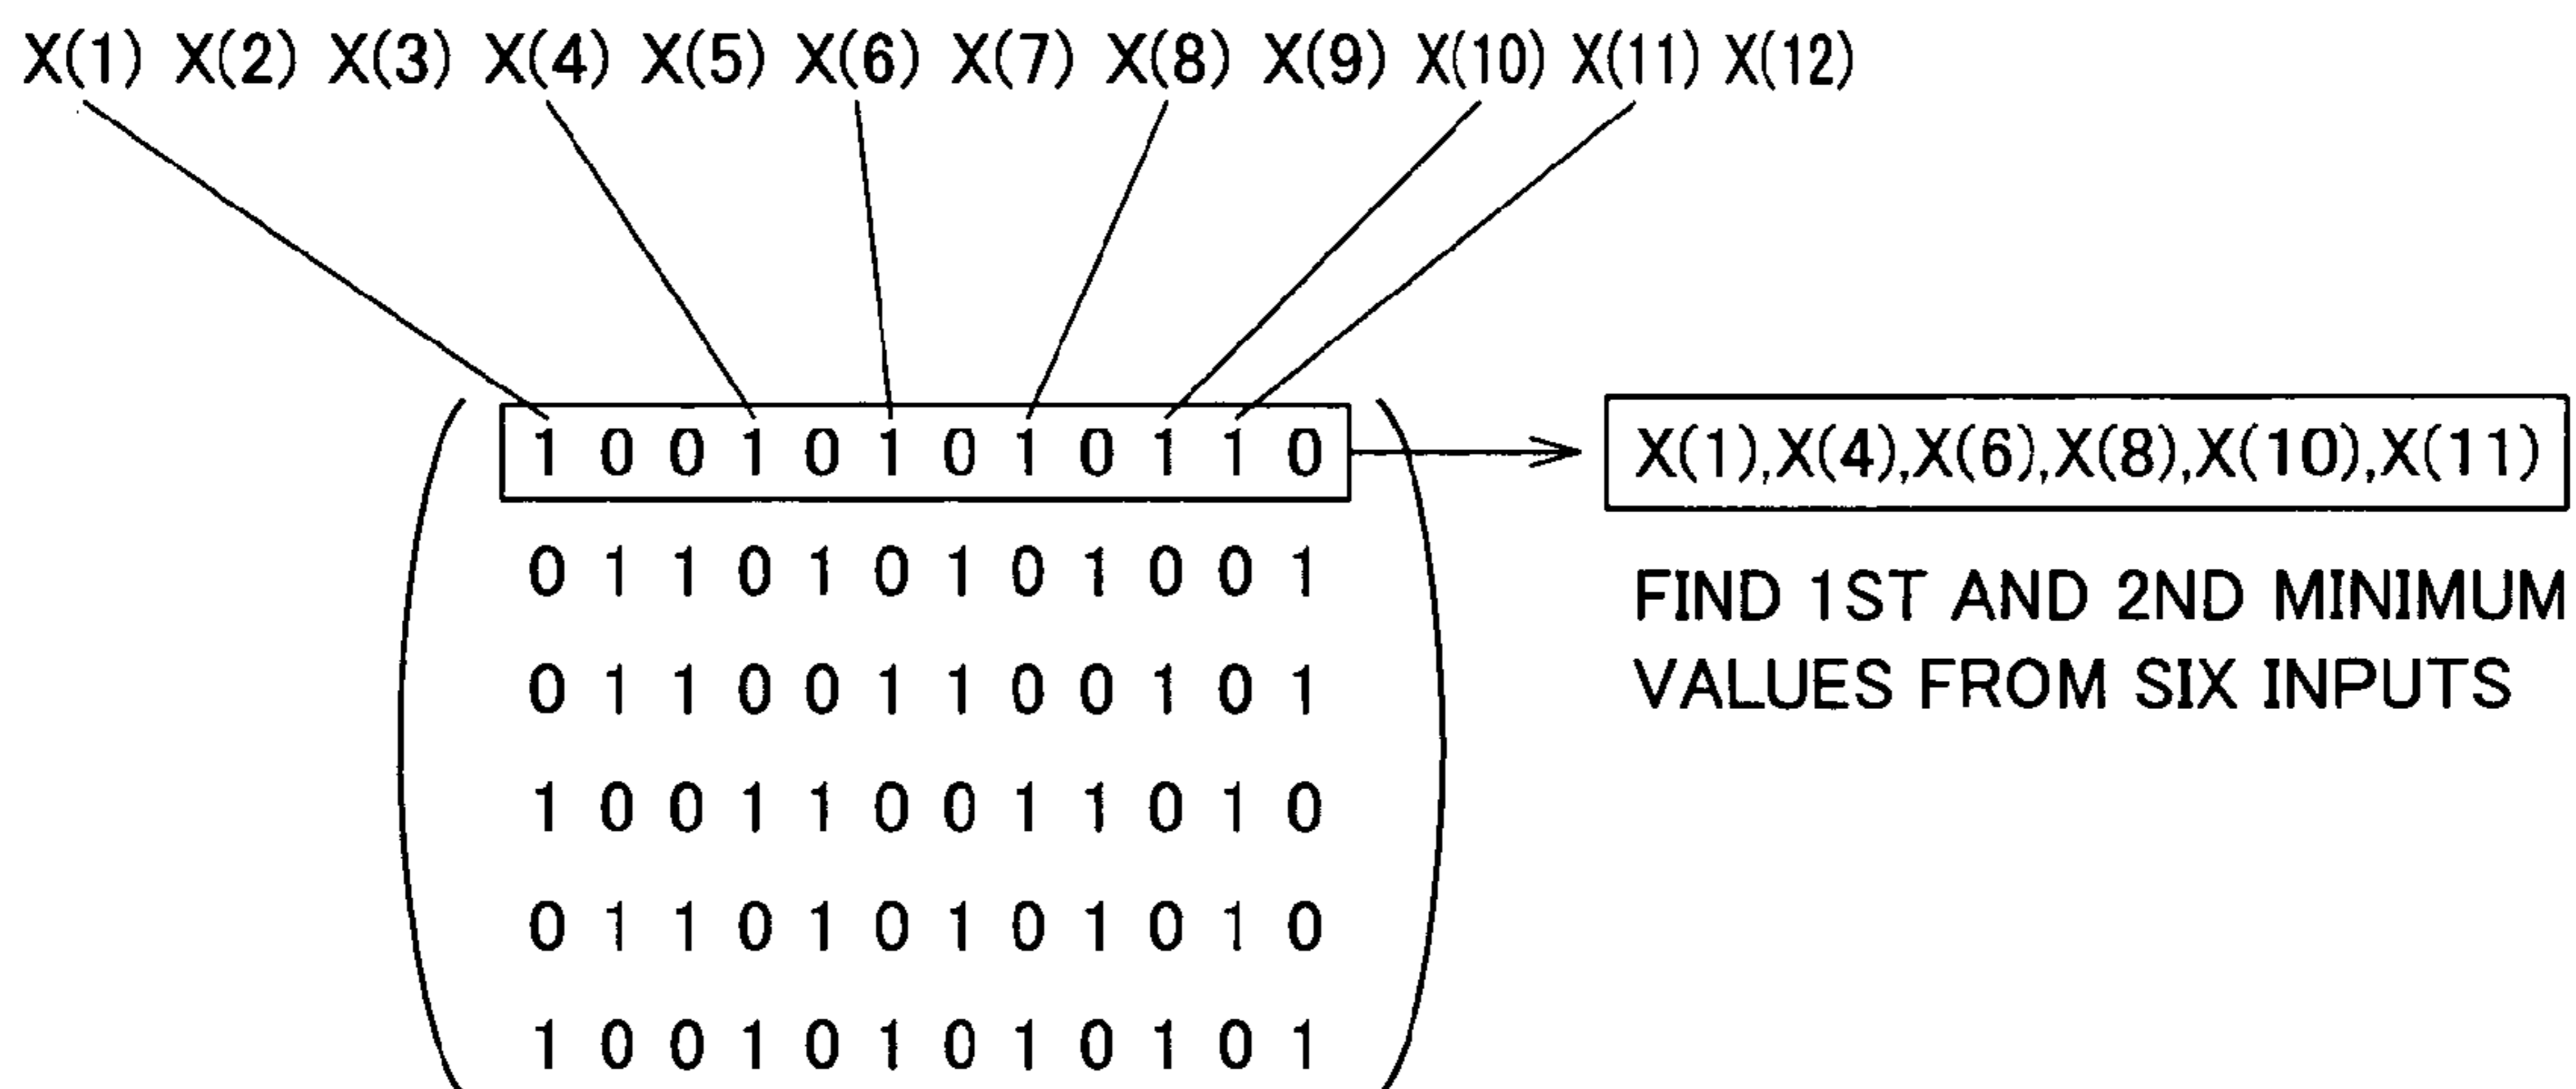 X(1) X(2) X(3) X(4) X(5) X(6) X(7) X(8) X(9) X(10) X(11) X(12)
1 0 0 1 0 1 0 1 0 1 1 0
X(1),X(4),X(6),X(8),X(10),X(11)
FIND 1ST AND 2ND MINIMUM
VALUES FROM SIX INPUTS
0 1 1 0 1 0 1 0 1 0 0 1
0 1 1 0 0 1 1 0 0 1 0 1
1 0 0 1 1 0 0 1 1 0 1 0
0 1 1 0 1 0 1 0 1 0 1 0
1 0 0 1 0 1 0 1 0 1 0 1